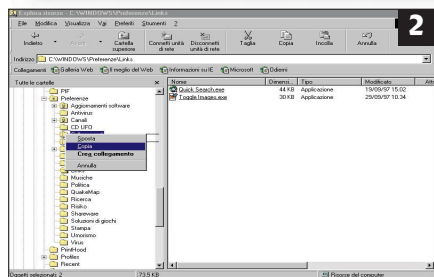 Esplora risorse - C:\WINDOWS\Preferenze\Links
File Modifica Visualizza Vai Preferiti Strumenti ?
2
Indietro Avanti Cartella superiore Connetti unità di rete Disconnetti unità di rete Taglia Copia Incolla Annulla
Indirizzo C:\WINDOWS\Preferenze\Links
Collegamenti Galleria Web Il meglio del Web Informazioni su IE Microsoft Odierni
Tutte le cartelle
Nome Dimensi... Tipo Modificato Attr
PIF
Quick Search.exe 44 KB Applicazione 19/09/97 15.02
Preferenze
Toggle Images.exe 30 KB Applicazione 29/09/97 10.34
Aggiornamenti software
Antivirus
Canali
CD UFO
Sposta
Copia
Crea collegamento
Annulla
Musiche
Politica
QuakeMap
Ricerca
Risiko
Shareware
Soluzioni di giochi
Stampa
Umorismo
Virus
PrintHood
Profiles
Recent
Oggetti selezionati: 2 73,5 KB Risorse del computer